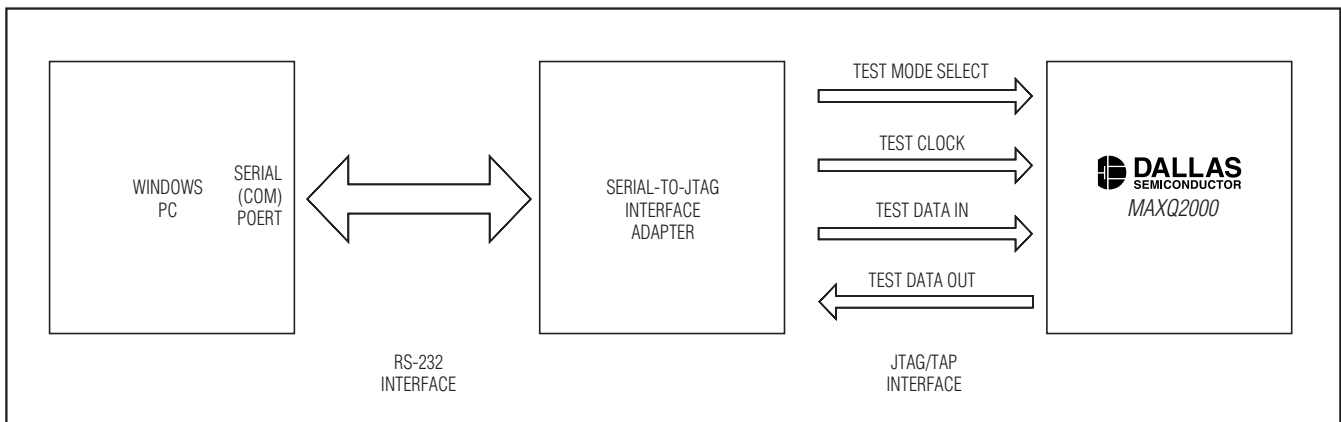 WINDOWS
PC
SERIAL
(COM)
POERT
SERIAL-TO-JTAG
INTERFACE
ADAPTER
TEST MODE SELECT
TEST CLOCK
TEST DATA IN
TEST DATA OUT
DALLAS
SEMICONDUCTOR
MAXQ2000
RS-232
INTERFACE
JTAG/TAP
INTERFACE